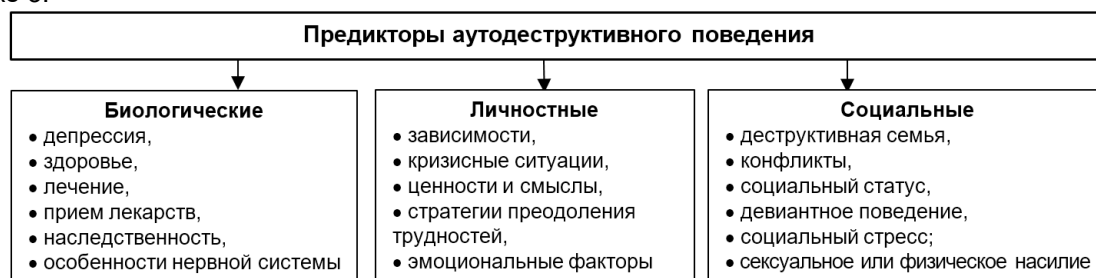 Предикторы аутодеструктивного поведения
Биологические
• депрессия,
• здоровье,
• лечение,
• прием лекарств,
• наследственность,
• особенности нервной системы
Личностные
• зависимости,
• кризисные ситуации,
• ценности и смыслы,
• стратегии преодоления
трудностей,
• эмоциональные факторы
Социальные
• деструктивная семья,
• конфликты,
• социальный статус,
• девиантное поведение,
• социальный стресс;
• сексуальное или физическое насилие